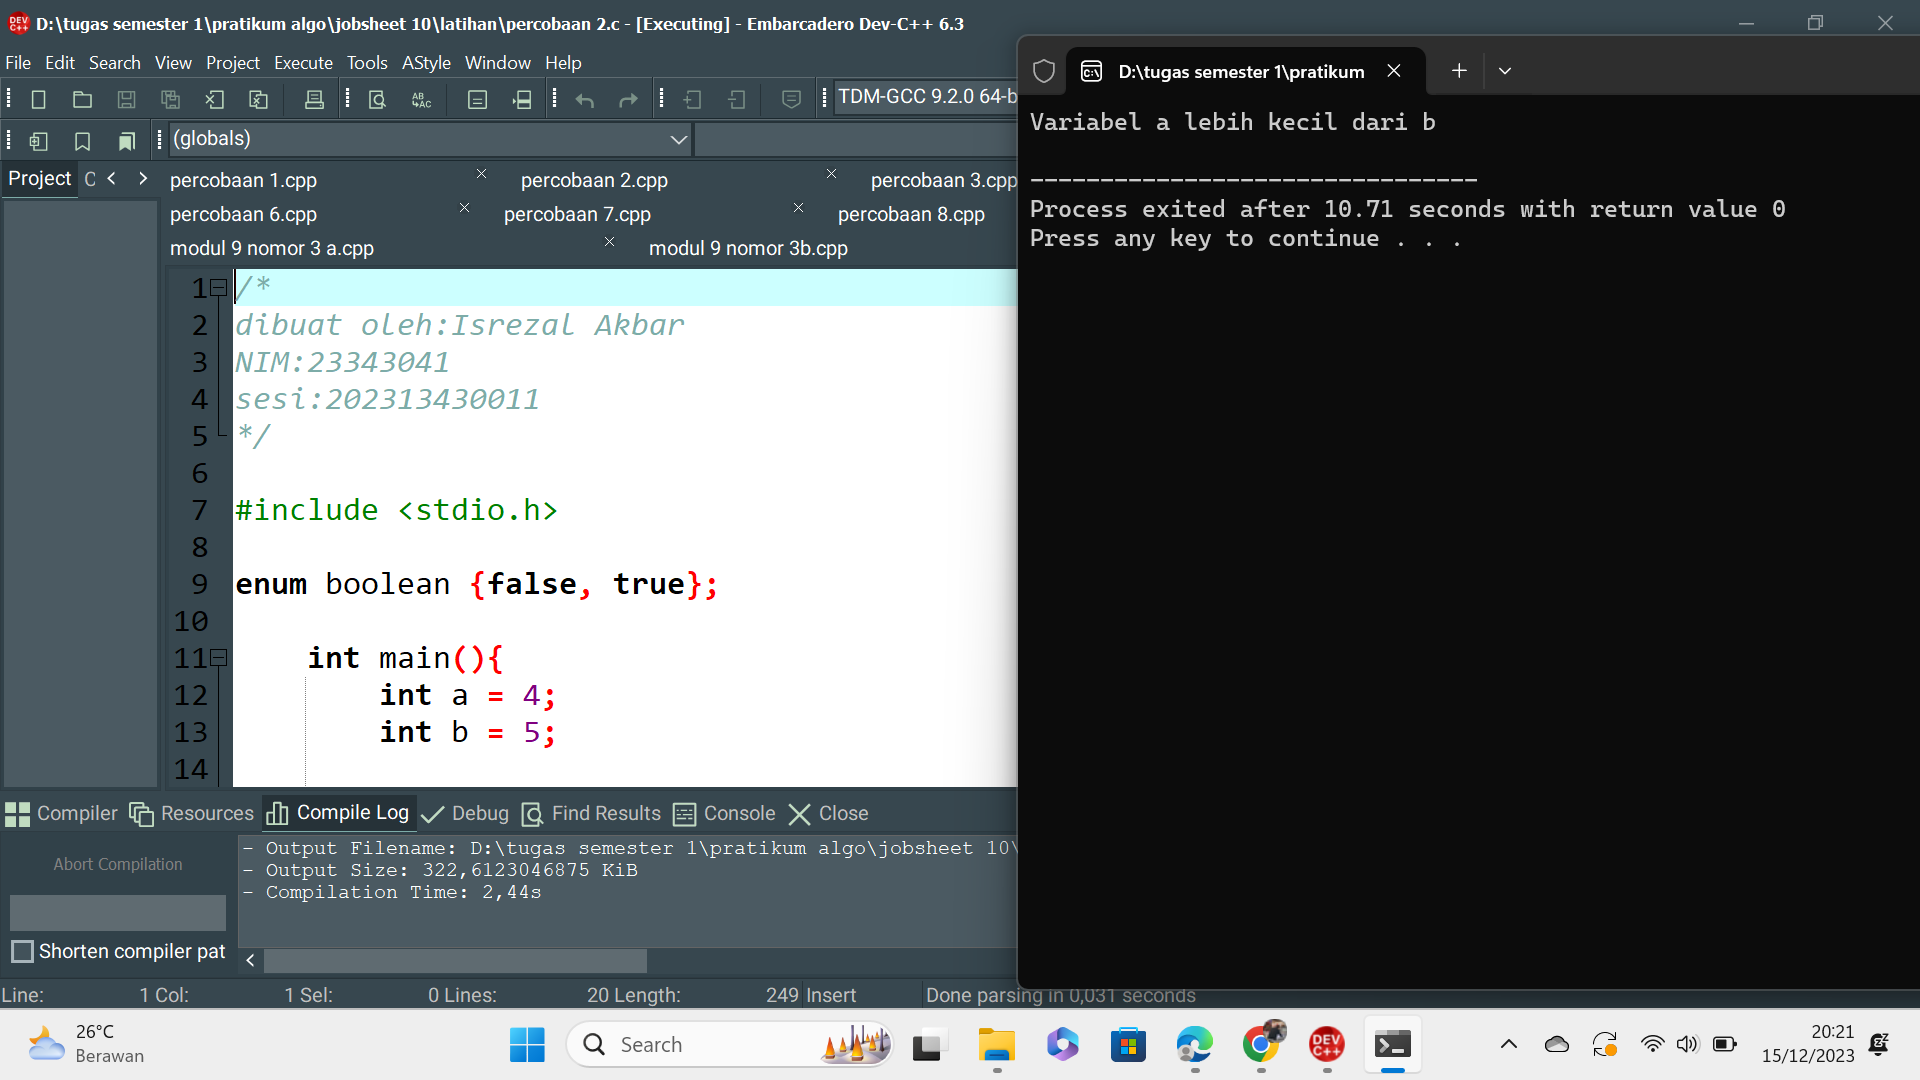 D:\tugas semester 1\pratikum algo\jobsheet 10\latihan\percobaan 2.c - [Executing] - Embarcadero Dev-C++ 6.3
File Edit Search View Project Execute Tools AStyle Window Help
TDM-GCC 9.2.0 64-b
(globals)
Project C
percobaan 1.cpp percobaan 2.cpp percobaan 3.cpp
percobaan 6.cpp percobaan 7.cpp percobaan 8.cpp
modul 9 nomor 3 a.cpp modul 9 nomor 3b.cpp
1 /*
2 dibuat oleh:Isrezal Akbar
3 NIM:23343041
4 sesi:202313430011
5 */
6
7 #include <stdio.h>
8
9 enum boolean {false, true};
10
11 int main(){
12 int a = 4;
13 int b = 5;
14
D:\tugas semester 1\pratikum
Variabel a lebih kecil dari b
--------------------------------
Process exited after 10.71 seconds with return value 0
Press any key to continue . . .
Compiler Resources Compile Log Debug Find Results Console Close
Abort Compilation
Shorten compiler pat
- Output Filename: D:\tugas semester 1\pratikum algo\jobsheet 10\
- Output Size: 322,6123046875 KiB
- Compilation Time: 2,44s
Line: 1 Col: 1 Sel: 0 Lines: 20 Length: 249 Insert Done parsing in 0,031 seconds
26°C
Berawan
Search
DEV C++
20:21
15/12/2023